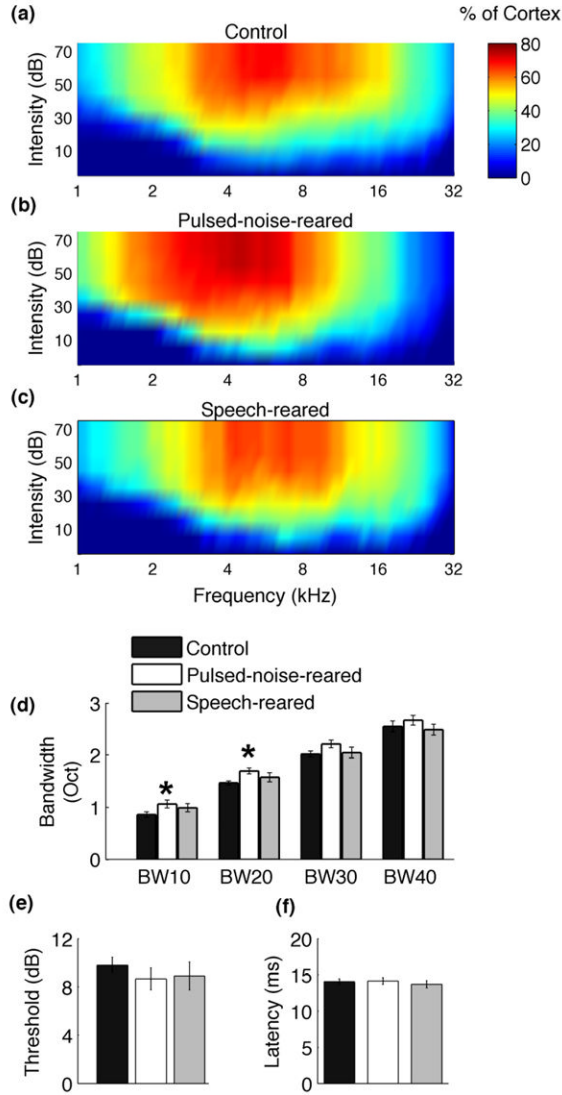 (a)
Control
% of Cortex
Intensity (dB)
70
50
30
10
1 2 4 8 16 32
80
60
40
20
0
(b)
Pulsed-noise-reared
Intensity (dB)
70
50
30
10
1 2 4 8 16 32
(c)
Speech-reared
Intensity (dB)
70
50
30
10
1 2 4 8 16 32
Frequency (kHz)
Control
Pulsed-noise-reared
Speech-reared
(d)
Bandwidth
(Oct)
3
2
1
0
* *
BW10 BW20 BW30 BW40
(e)
Threshold (dB)
12
8
4
0
(f)
Latency (ms)
20
15
10
5
0